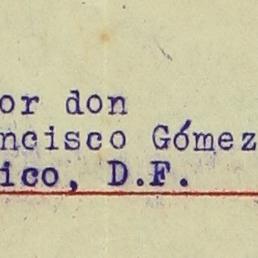 or don
ncisco Gómez
ico, D.F.